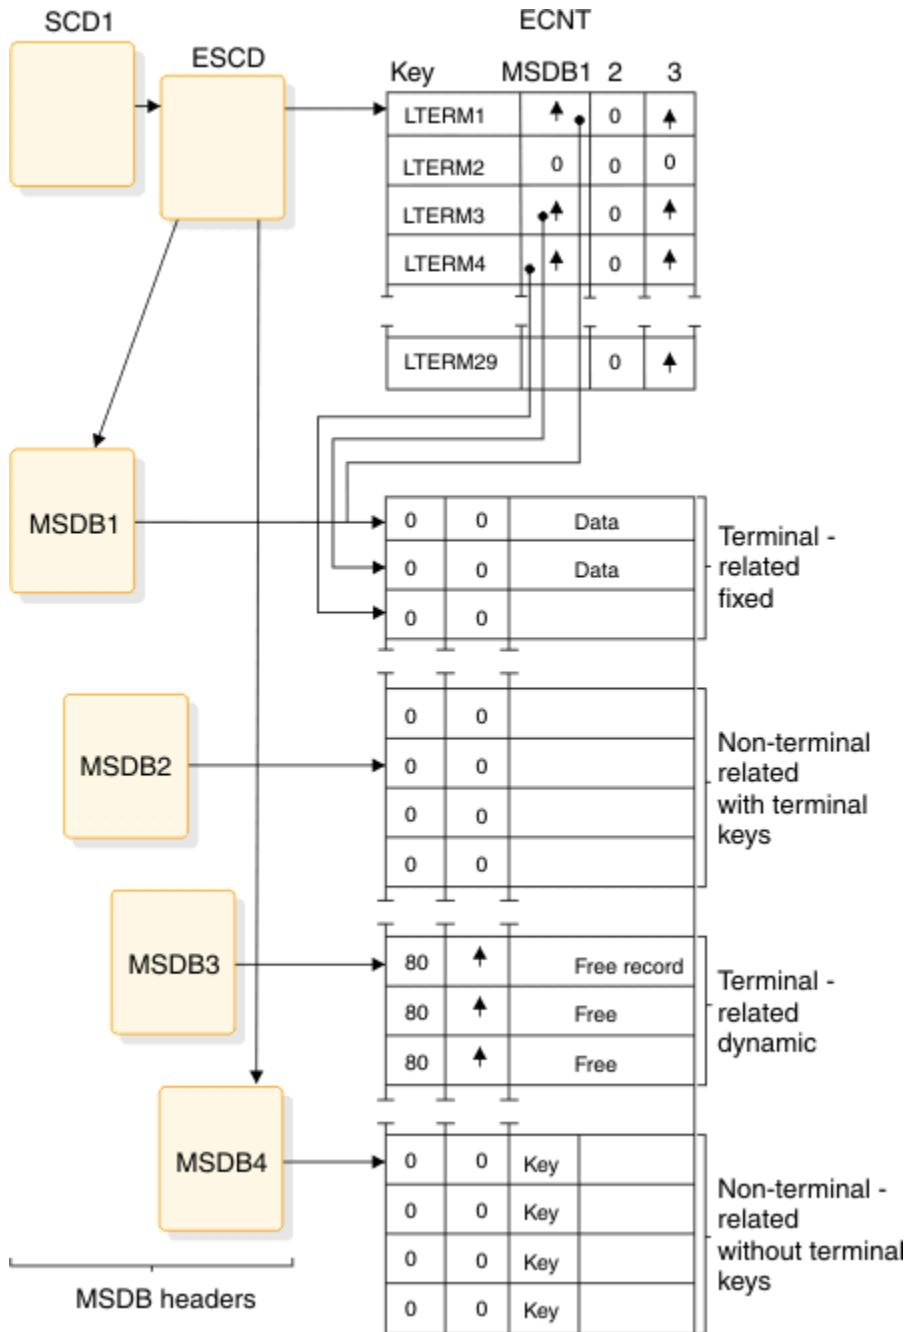 SCD1
ESCD
ECNT
Key MSDB1 2 3
LTERM1 0
LTERM2 0 0 0
LTERM3 0
LTERM4 0
LTERM29 0
MSDB1
0 0 Data
0 0 Data
0 0
Terminal -
related
fixed
MSDB2
0 0
0 0
0 0
0 0
Non-terminal
related
with terminal
keys
MSDB3
80 Free record
80 Free
80 Free
Terminal -
related
dynamic
MSDB4
0 0 Key
0 0 Key
0 0 Key
0 0 Key
Non-terminal -
related
without terminal
keys
MSDB headers